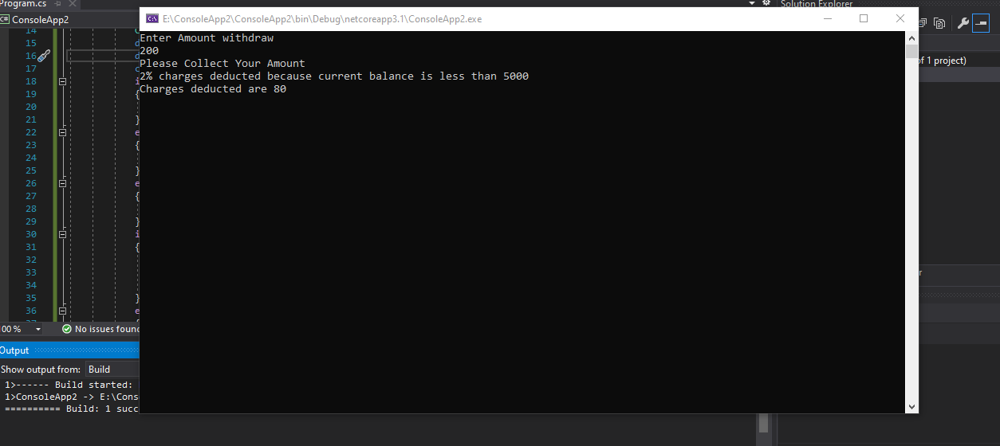 Program.cs
Solution Explorer
C# ConsoleApp2
E:\ConsoleApp2\ConsoleApp2\bin\Debug\netcoreapp3.1\ConsoleApp2.exe
Enter Amount withdraw
200
Please Collect Your Amount
2% charges deducted because current balance is less than 5000
Charges deducted are 80
of 1 project)
14
15
16
17
18
19
{
20
21
}
22
23
{
24
25
}
26
27
{
28
29
}
30
31
{
32
33
34
35
}
36
No issues found
Output
Show output from: Build
1>------ Build started:
1>ConsoleApp2 -> E:\Cons
========== Build: 1 succ